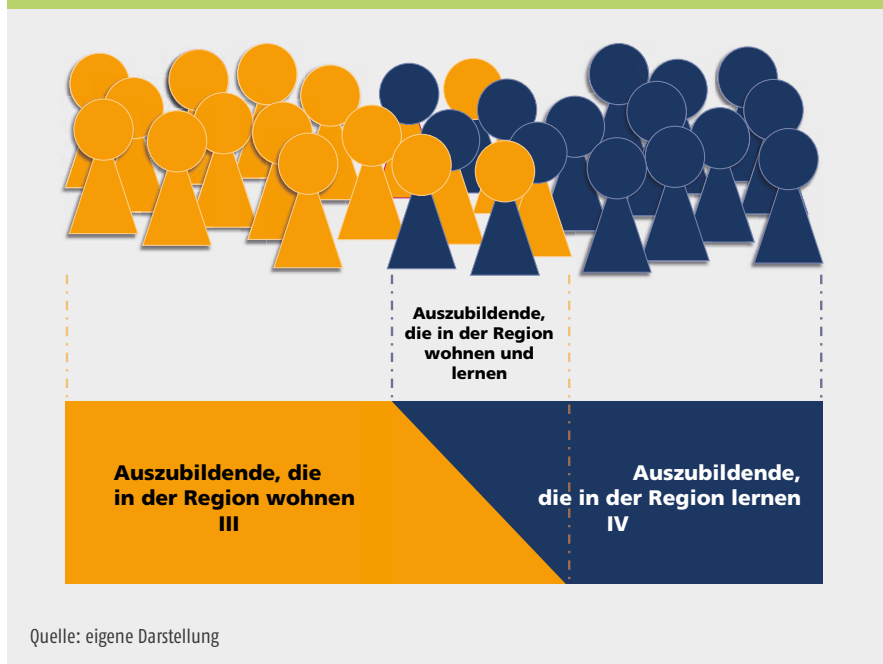 Auszubildende,
die in der Region
wohnen und
lernen
Auszubildende, die
in der Region wohnen
III
Auszubildende,
die in der Region lernen
IV
Quelle: eigene Darstellung